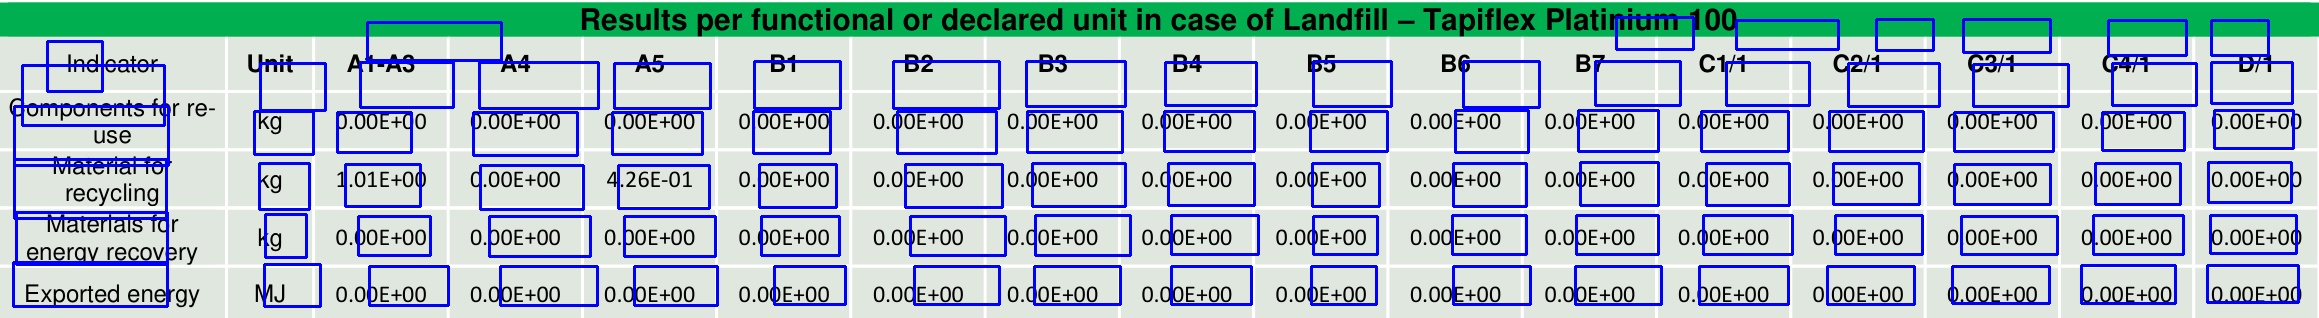 Results per functional or declared unit in case of Landfill – Tapiflex Platinium 100
Indicator Unit A1-A3 A4 A5 B1 B2 B3 B4 B5 B6 B7 C1/1 C2/1 C3/1 C4/1 D/1
Components for re-
use kg 0.00E+00 0.00E+00 0.00E+00 0.00E+00 0.00E+00 0.00E+00 0.00E+00 0.00E+00 0.00E+00 0.00E+00 0.00E+00 0.00E+00 0.00E+00 0.00E+00 0.00E+00
Material for
recycling kg 1.01E+00 0.00E+00 4.26E-01 0.00E+00 0.00E+00 0.00E+00 0.00E+00 0.00E+00 0.00E+00 0.00E+00 0.00E+00 0.00E+00 0.00E+00 0.00E+00 0.00E+00
Materials for
energy recovery kg 0.00E+00 0.00E+00 0.00E+00 0.00E+00 0.00E+00 0.00E+00 0.00E+00 0.00E+00 0.00E+00 0.00E+00 0.00E+00 0.00E+00 0.00E+00 0.00E+00 0.00E+00
Exported energy MJ 0.00E+00 0.00E+00 0.00E+00 0.00E+00 0.00E+00 0.00E+00 0.00E+00 0.00E+00 0.00E+00 0.00E+00 0.00E+00 0.00E+00 0.00E+00 0.00E+00 0.00E+00